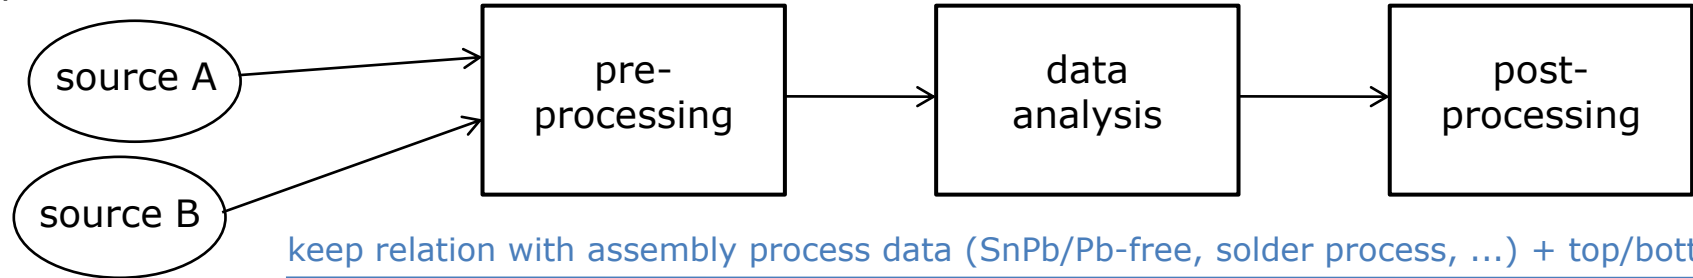 source A
pre-
processing
data
analysis
post-
processing
source B
keep relation with assembly process data (SnPb/Pb-free, solder process, ...) + top/bott